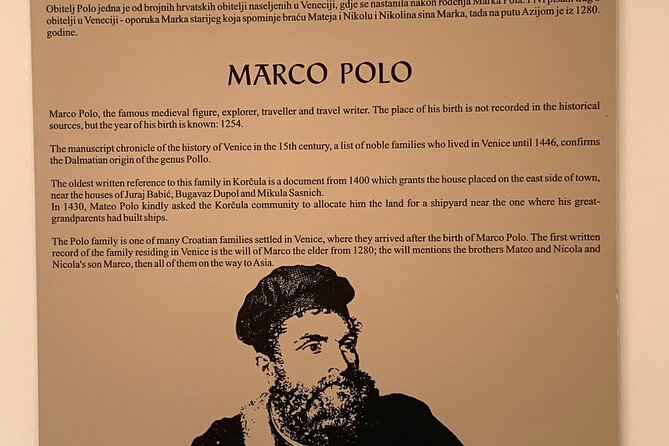 Obitelj Polo jedna je od brojnih hrvatskih obitelji naseljenih u Veneciji, gdje se nastanila nakon rođenja Marka Pola. Prvi pisani trag o
obitelji u Veneciji - oporuka Marka starijeg koja spominje braću Mateja i Nikolu i Nikolina sina Marka, tada na putu Azijom je iz 1280.
godine.
MARCO POLO
Marco Polo, the famous medieval figure, explorer, traveller and travel writer. The place of his birth is not recorded in the historical
sources, but the year of his birth is known: 1254.
The manuscript chronicle of the history of Venice in the 15th century, a list of noble families who lived in Venice until 1446, confirms
the Dalmatian origin of the genus Pollo.
The oldest written reference to this family in Korčula is a document from 1400 which grants the house placed on the east side of town,
near the houses of Juraj Babić, Bugavaz Dupol and Mikula Sasnich.
In 1430, Mateo Polo kindly asked the Korčula community to allocate him the land for a shipyard near the one where his great-
grandparents had built ships.
The Polo family is one of many Croatian families settled in Venice, where they arrived after the birth of Marco Polo. The first written
record of the family residing in Venice is the will of Marco the elder from 1280; the will mentions the brothers Mateo and Nicola and
Nicola's son Marco, then all of them on the way to Asia.